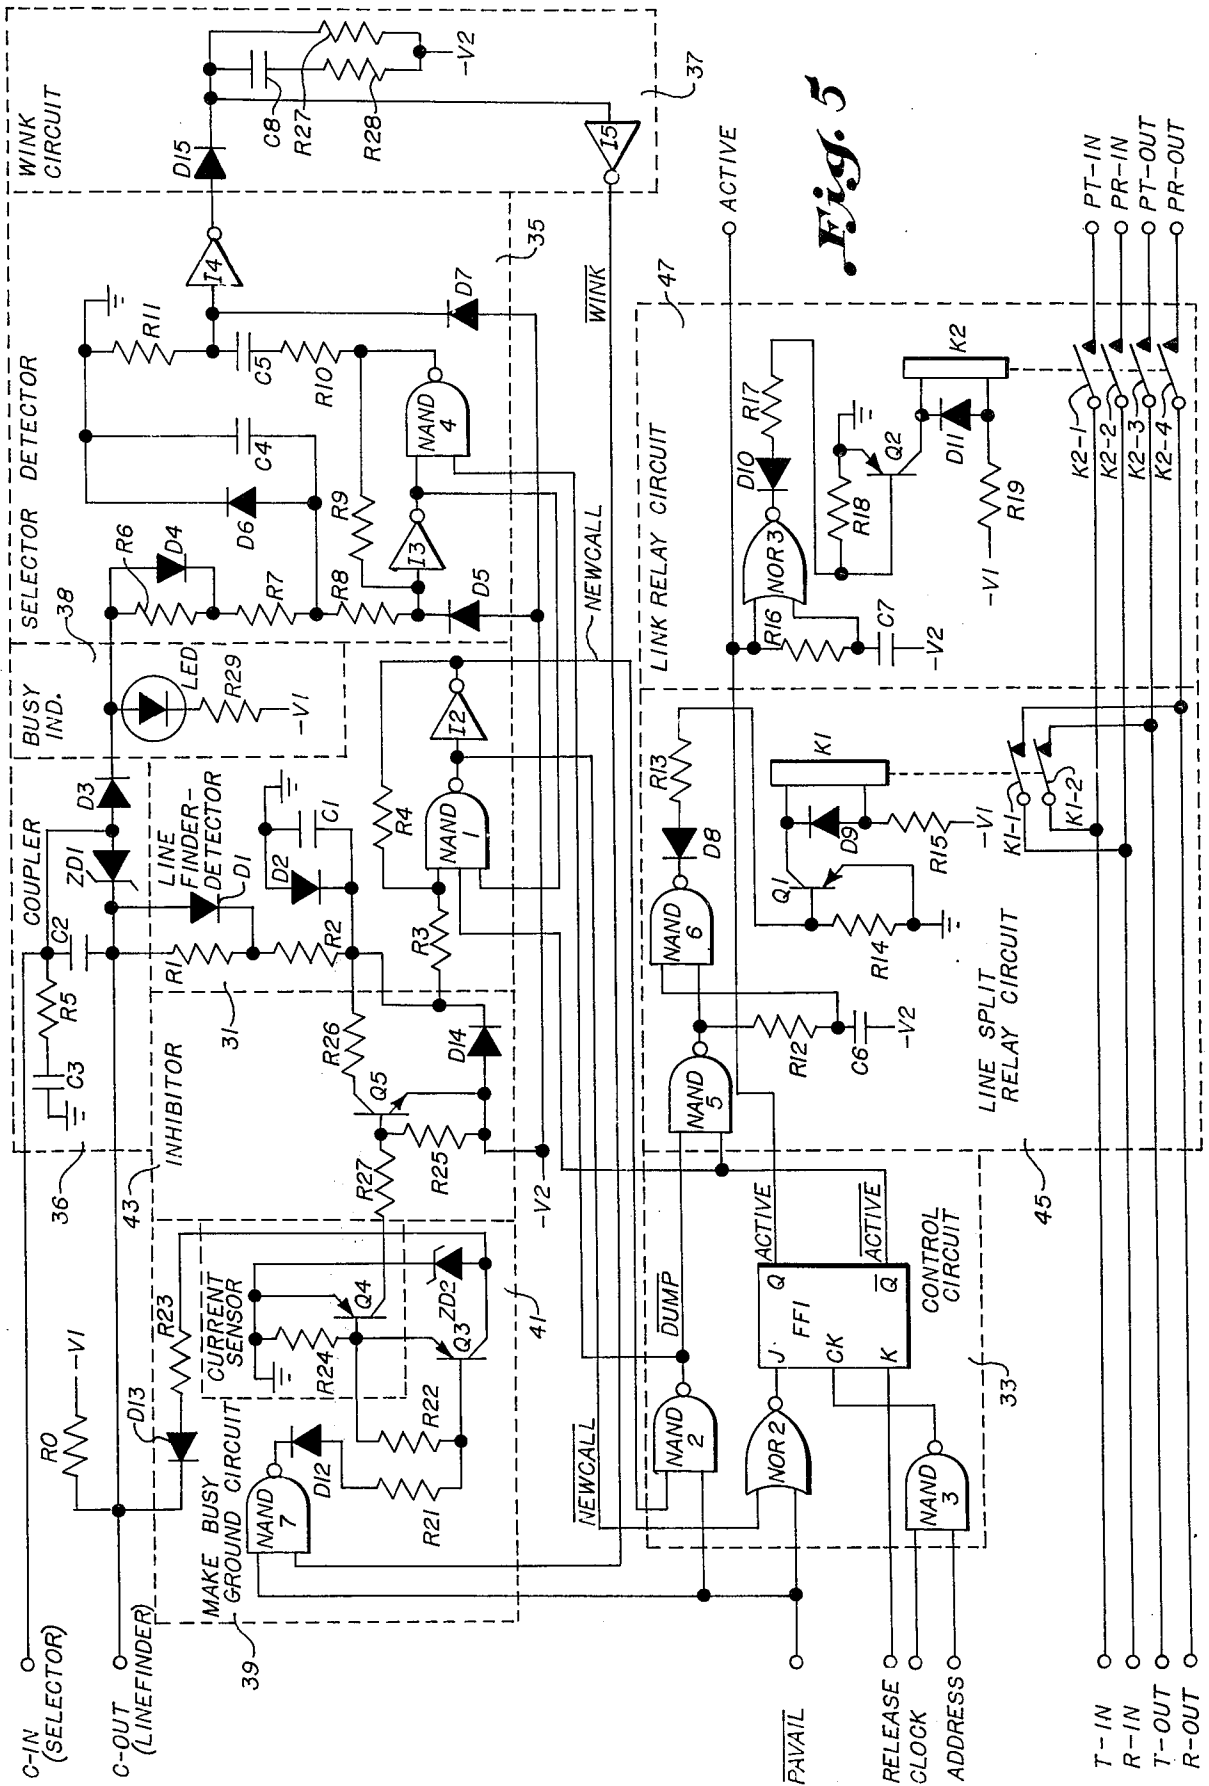 C-IN
(SELECTOR)
C-OUT
(LINEFINDER)
R0
-V1
D13
R23
36
C3
R5
C2
COUPLER
ZD1
D3
BUSY
IND.
38
LED
R29
-V1
SELECTOR DETECTOR
R6
D4
R7
D6
C4
R8
R9
R11
C5
R10
I3
NAND
4
D5
D7
I4
35
WINK
CIRCUIT
D15
C8
R27
R28
-V2
I5
37
39
MAKE BUSY
GROUND CIRCUIT
NAND
7
D12
R21
R22
CURRENT
SENSOR
R24
Q4
Q3
ZD2
41
43
INHIBITOR
R27
R26
Q5
R25
D14
-V2
31
LINE
FINDER-
DETECTOR
R1
D1
R2
D2
C1
R3
R4
NAND
1
I2
NEWCALL
NEWCALL
WINK
PAVAIL
RELEASE
CLOCK
ADDRESS
NAND
2
DUMP
NOR2
NAND
3
J
CK
K
FF1
Q
Q
ACTIVE
ACTIVE
CONTROL
CIRCUIT
33
NAND
5
NAND
6
R12
C6
-V2
D8
R13
Q1
R14
D9
R15
-V1
K1
K1-1
K1-2
LINE SPLIT
RELAY CIRCUIT
45
LINK RELAY CIRCUIT
47
R16
C7
-V2
NOR3
D10
R17
R18
Q2
D11
R19
-V1
K2
K2-1
K2-2
K2-3
K2-4
ACTIVE
T-IN
R-IN
T-OUT
R-OUT
PT-IN
PR-IN
PT-OUT
PR-OUT
Fig. 5